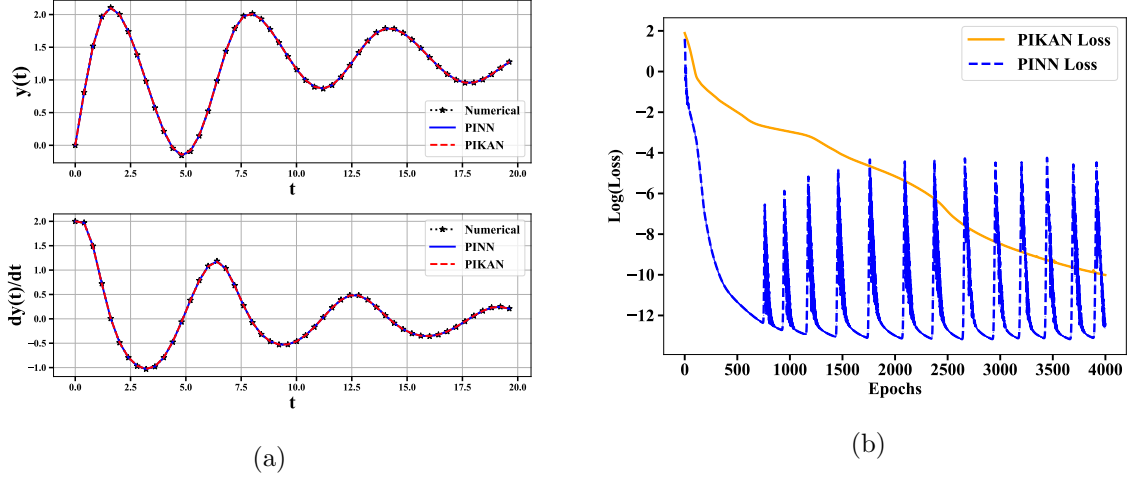 2.0
1.5
1.0
0.5
0.0
y(t)
Numerical
PINN
PIKAN
0.0 2.5 5.0 7.5 10.0 12.5 15.0 17.5 20.0
t
2.0
1.5
1.0
0.5
0.0
−0.5
−1.0
dy(t)/dt
Numerical
PINN
PIKAN
0.0 2.5 5.0 7.5 10.0 12.5 15.0 17.5 20.0
t
(a)
2
0
−2
−4
−6
−8
−10
−12
Log(Loss)
PIKAN Loss
PINN Loss
0 500 1000 1500 2000 2500 3000 3500 4000
Epochs
(b)